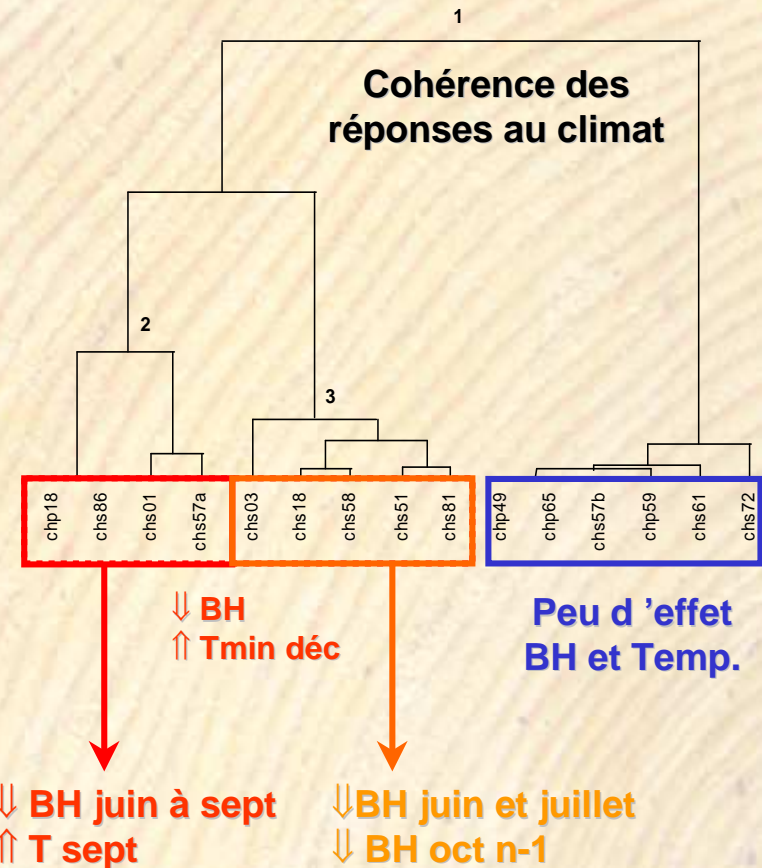 1
Cohérence des
réponses au climat
2
3
chp18
chs86
chs01
chs57a
chs03
chs18
chs58
chs51
chs81
chp49
chp65
chs57b
chp59
chs61
chs72
⇓ BH
⇑ Tmin déc
Peu d ’effet
BH et Temp.
⇓ BH juin à sept
⇑ T sept
⇓BH juin et juillet
⇓ BH oct n-1